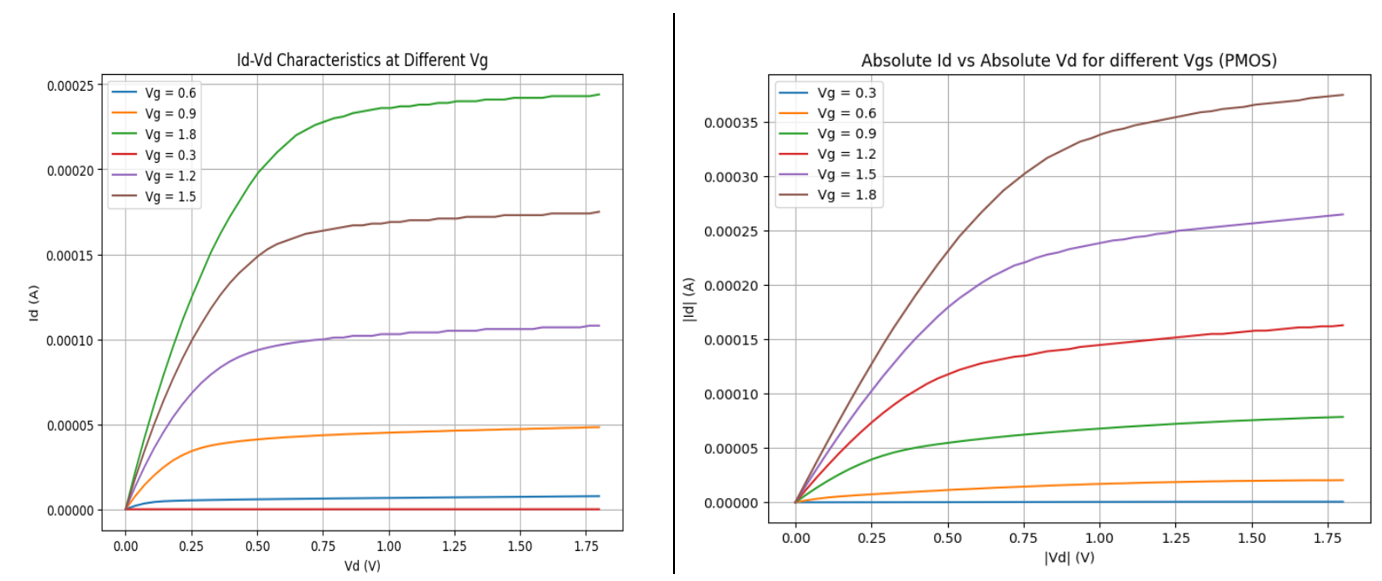 Id-Vd Characteristics at Different Vg
Id (A)
0.00025
0.00020
0.00015
0.00010
0.00005
0.00000
Vg = 0.6
Vg = 0.9
Vg = 1.8
Vg = 0.3
Vg = 1.2
Vg = 1.5
0.00 0.25 0.50 0.75 1.00 1.25 1.50 1.75
Vd (V)
Absolute Id vs Absolute Vd for different Vgs (PMOS)
|Id| (A)
0.00035
0.00030
0.00025
0.00020
0.00015
0.00010
0.00005
0.00000
Vg = 0.3
Vg = 0.6
Vg = 0.9
Vg = 1.2
Vg = 1.5
Vg = 1.8
0.00 0.25 0.50 0.75 1.00 1.25 1.50 1.75
|Vd| (V)